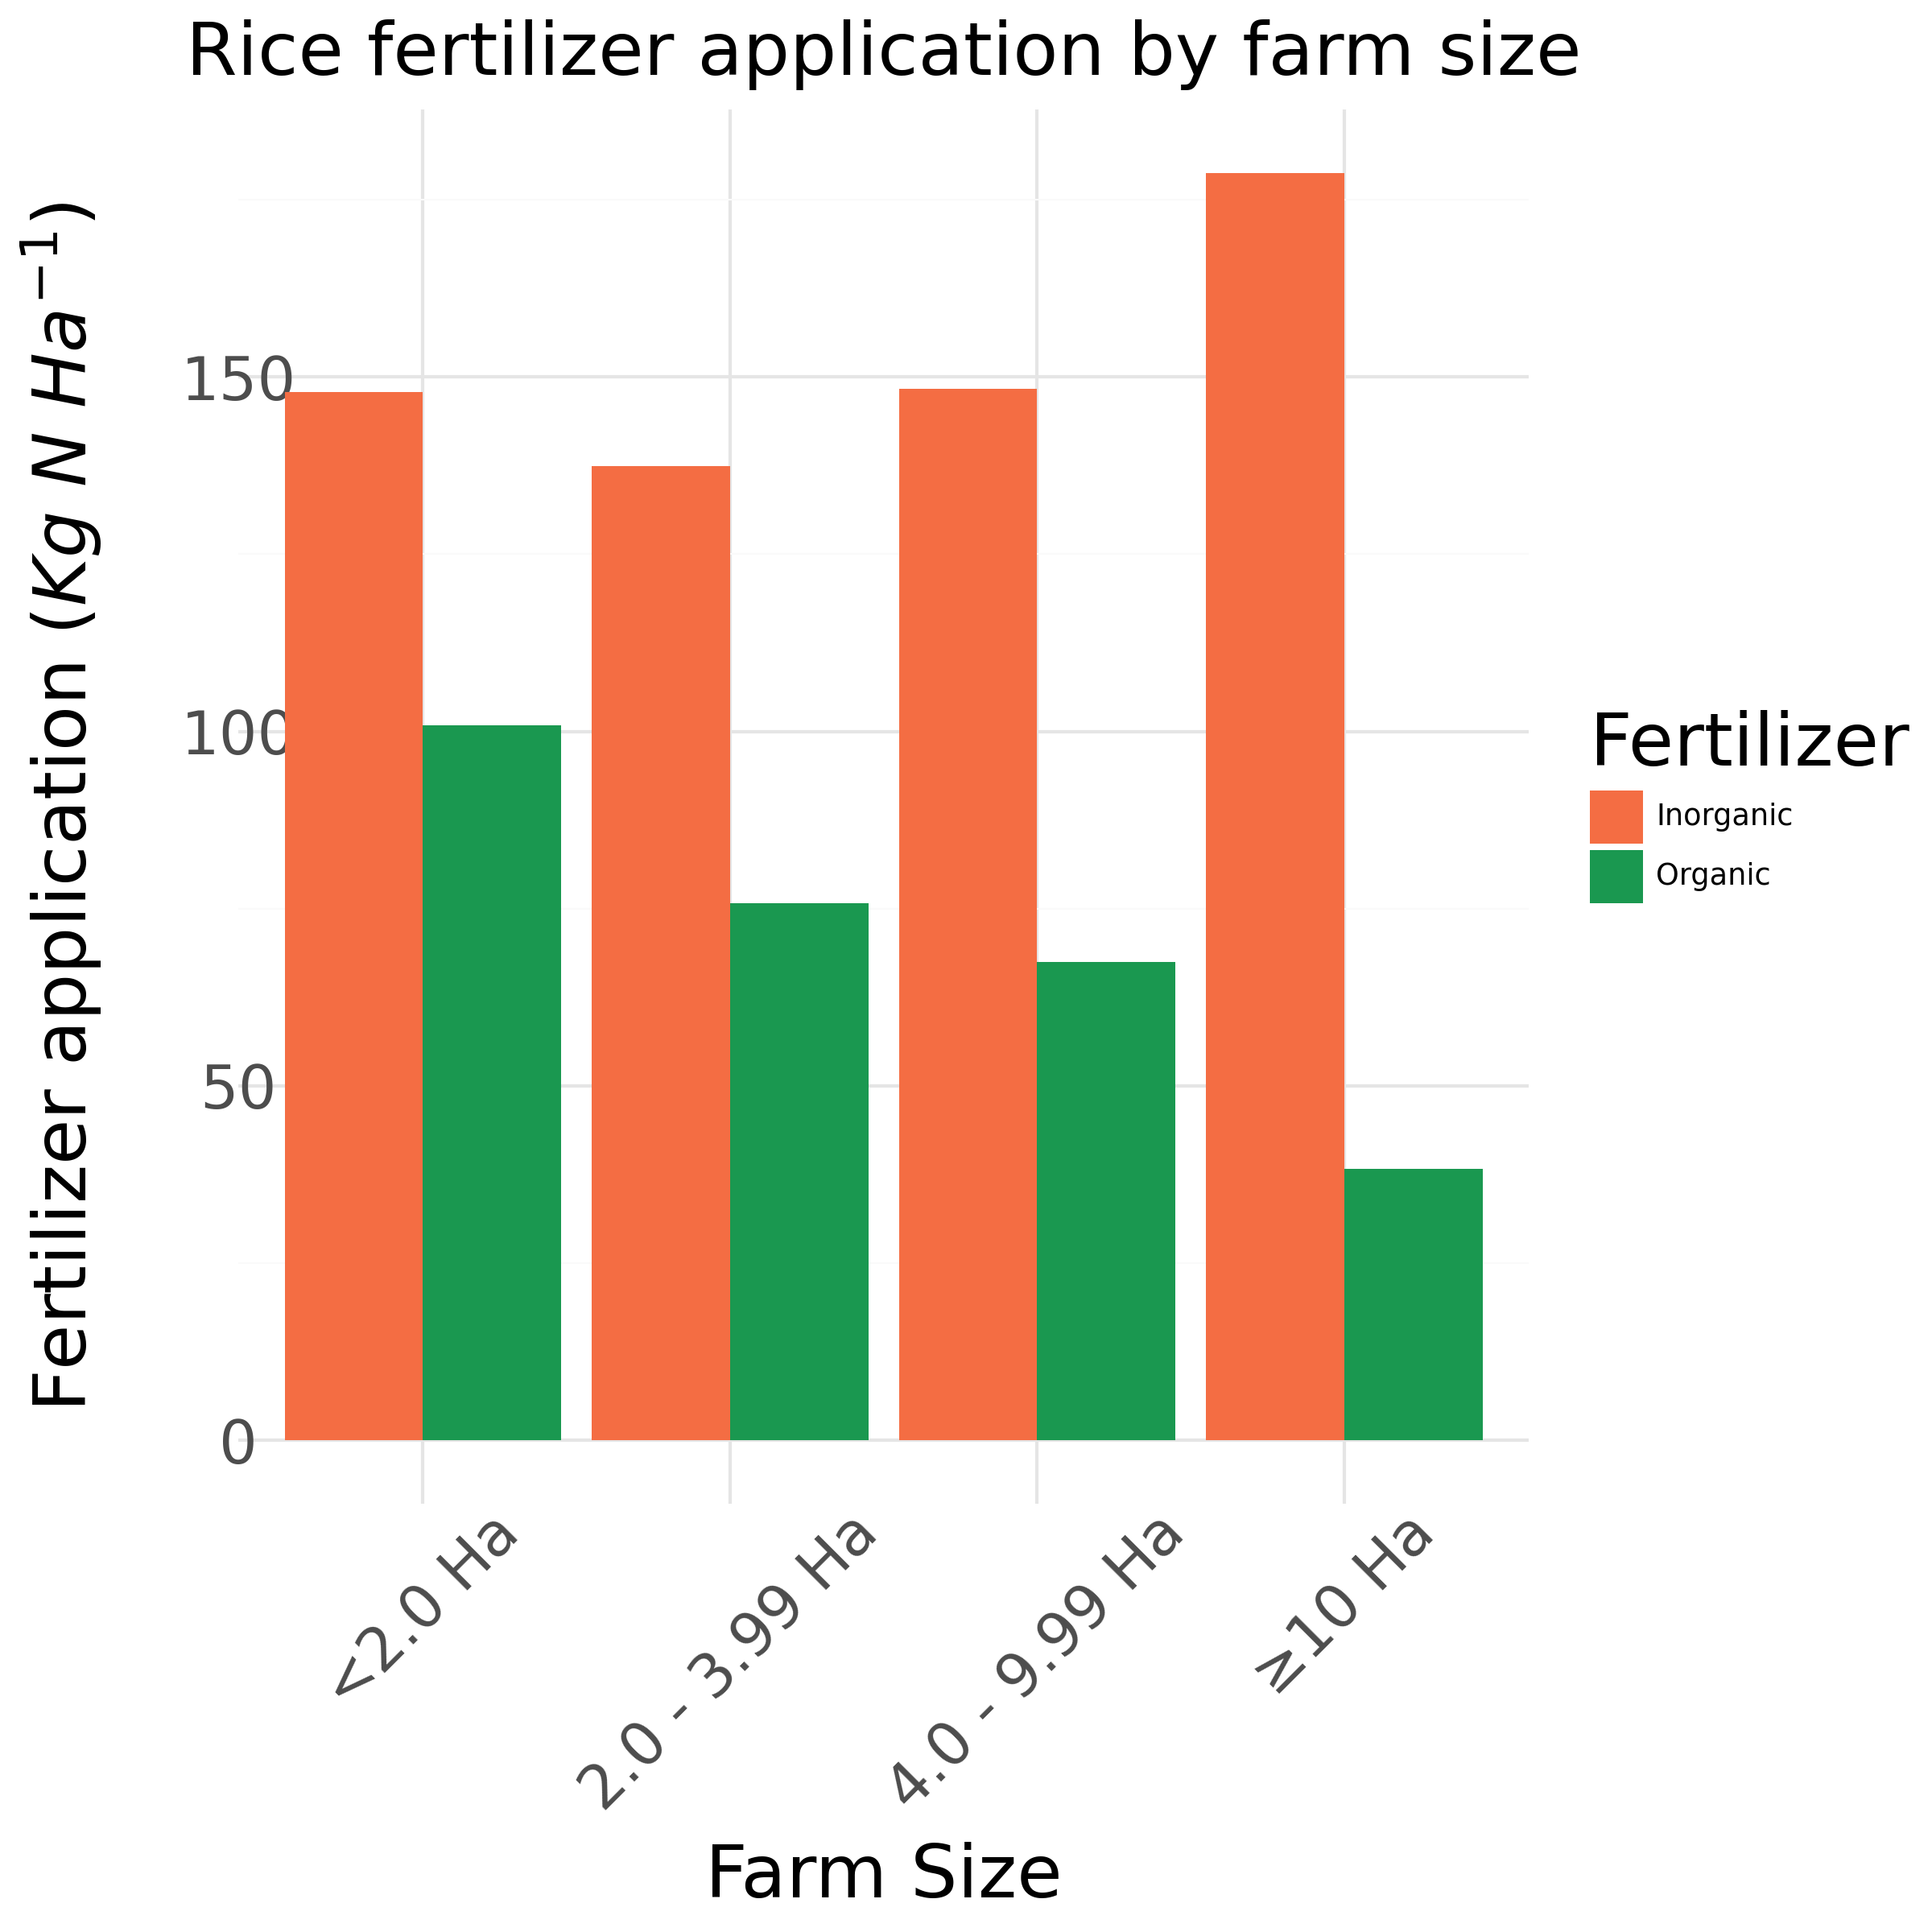 Rice fertilizer application by farm size
Fertilizer application (Kg N Ha⁻¹)
150
100
50
0
<2.0 Ha
2.0 - 3.99 Ha
4.0 - 9.99 Ha
≥10 Ha
Farm Size
Fertilizer
Inorganic
Organic